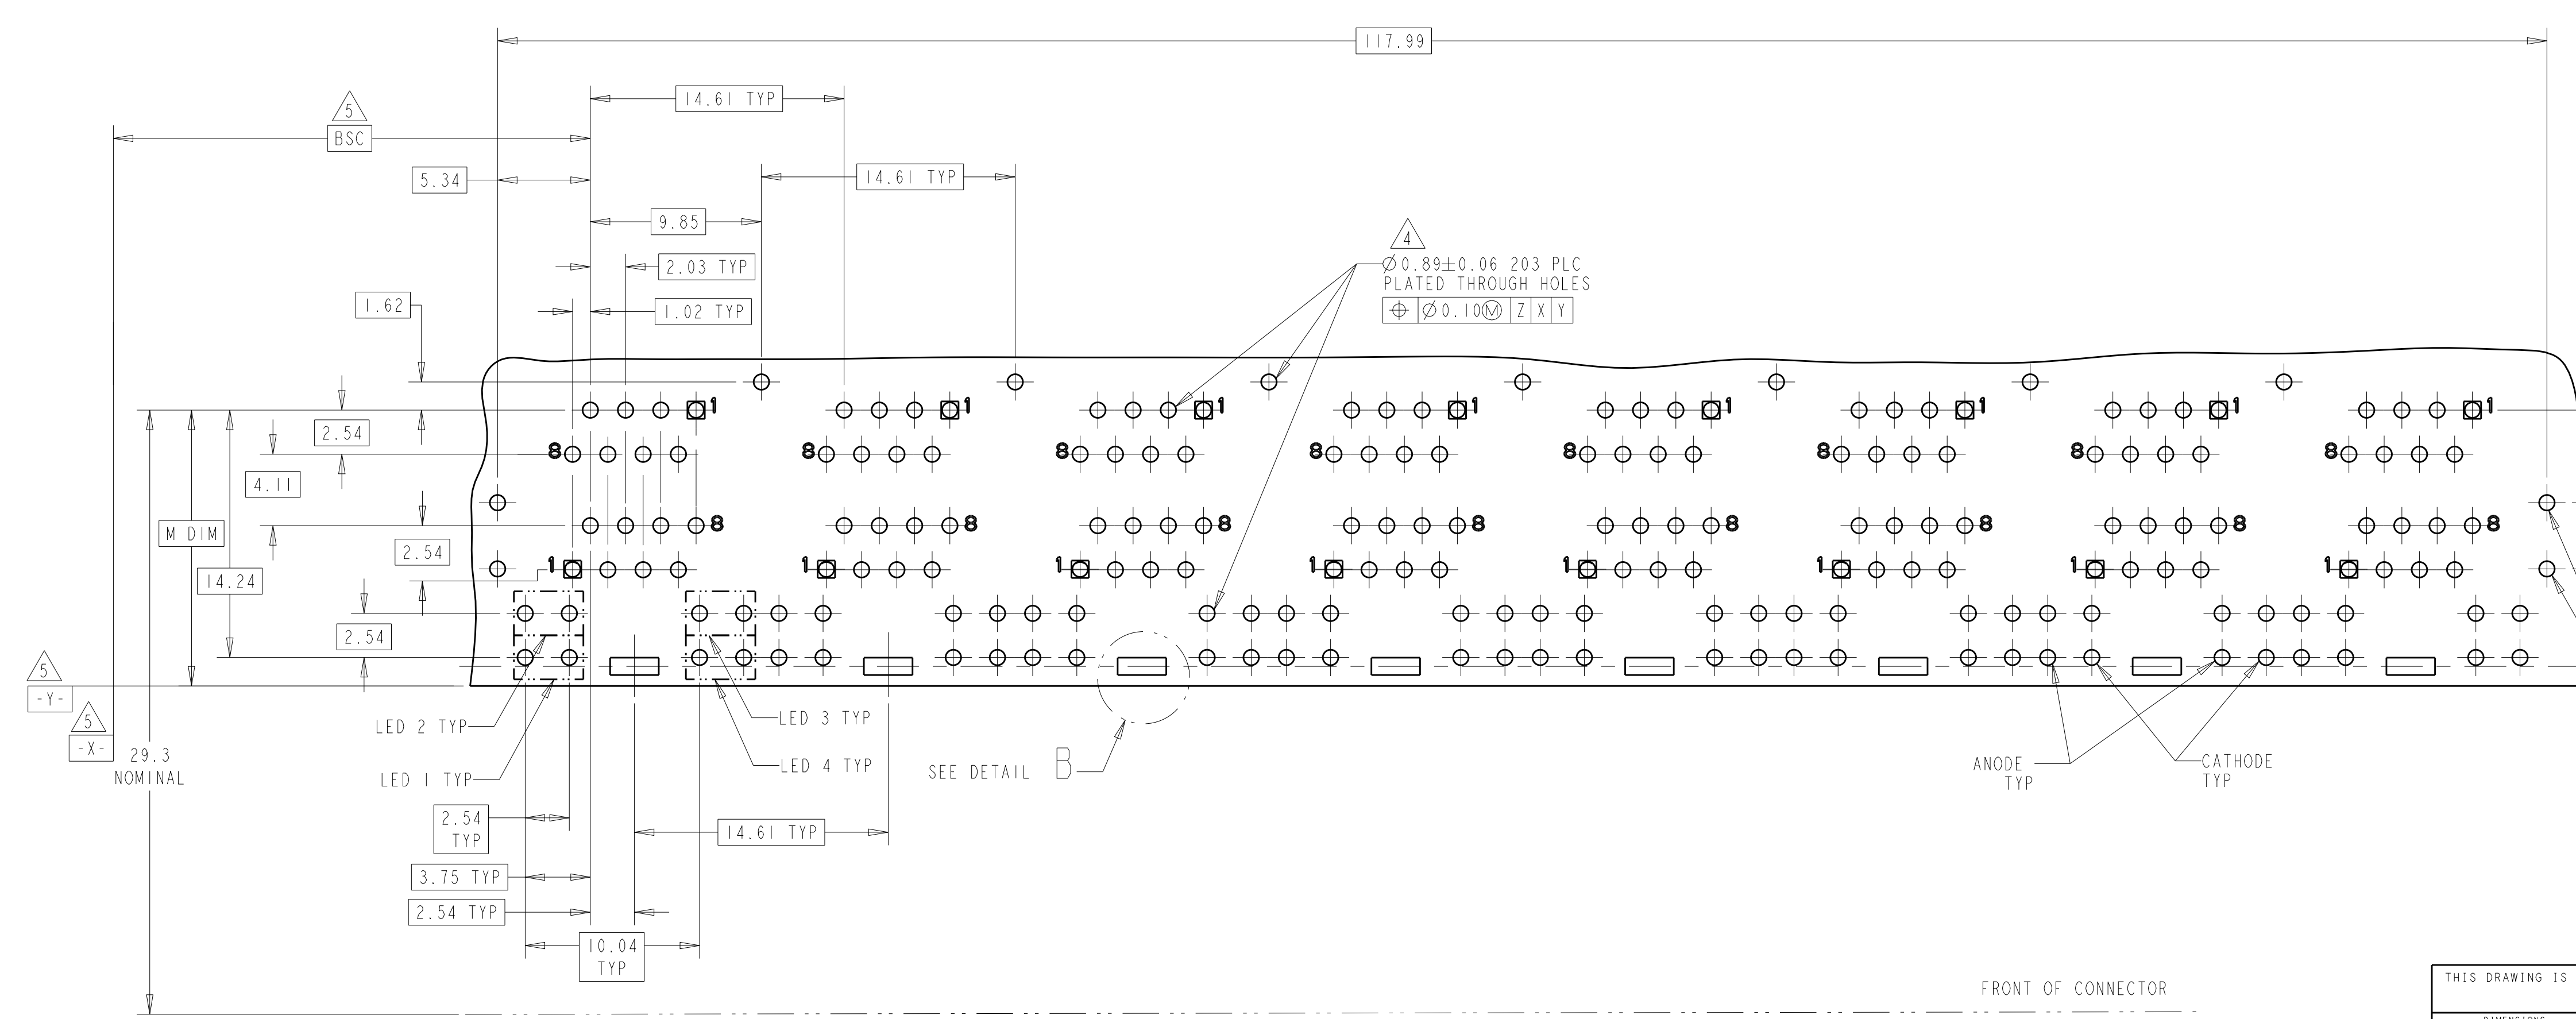 117.99
14.61 TYP
5
BSC
5.34
14.61 TYP
9.85
2.03 TYP
1.62
1.02 TYP
4
Ø0.89±0.06 203 PLC
PLATED THROUGH HOLES
⌖ Ø0.10Ⓜ Z X Y
1 1 1 1 1 1 1 1
2.54
8 8 8 8 8 8 8 8
4.11
M DIM
8 8 8 8 8 8 8 8
2.54
14.24
1 1 1 1 1 1 1 1
2.54
5
-Y-
5
-X-
29.3
NOMINAL
LED 2 TYP
LED 3 TYP
LED 1 TYP
LED 4 TYP
SEE DETAIL B
ANODE
TYP
CATHODE
TYP
2.54
TYP
14.61 TYP
3.75 TYP
2.54 TYP
10.04
TYP
FRONT OF CONNECTOR
THIS DRAWING IS